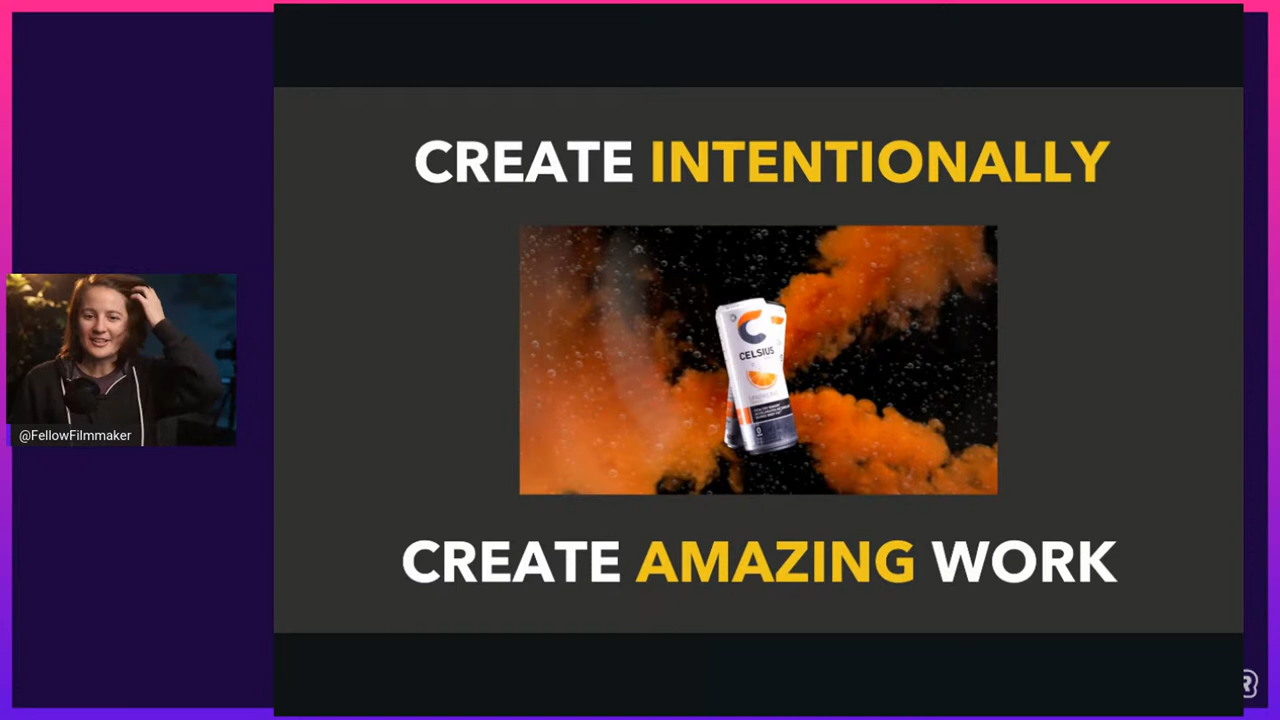 CREATE INTENTIONALLY
CELSIUS
CREATE AMAZING WORK
@FellowFilmmaker
R